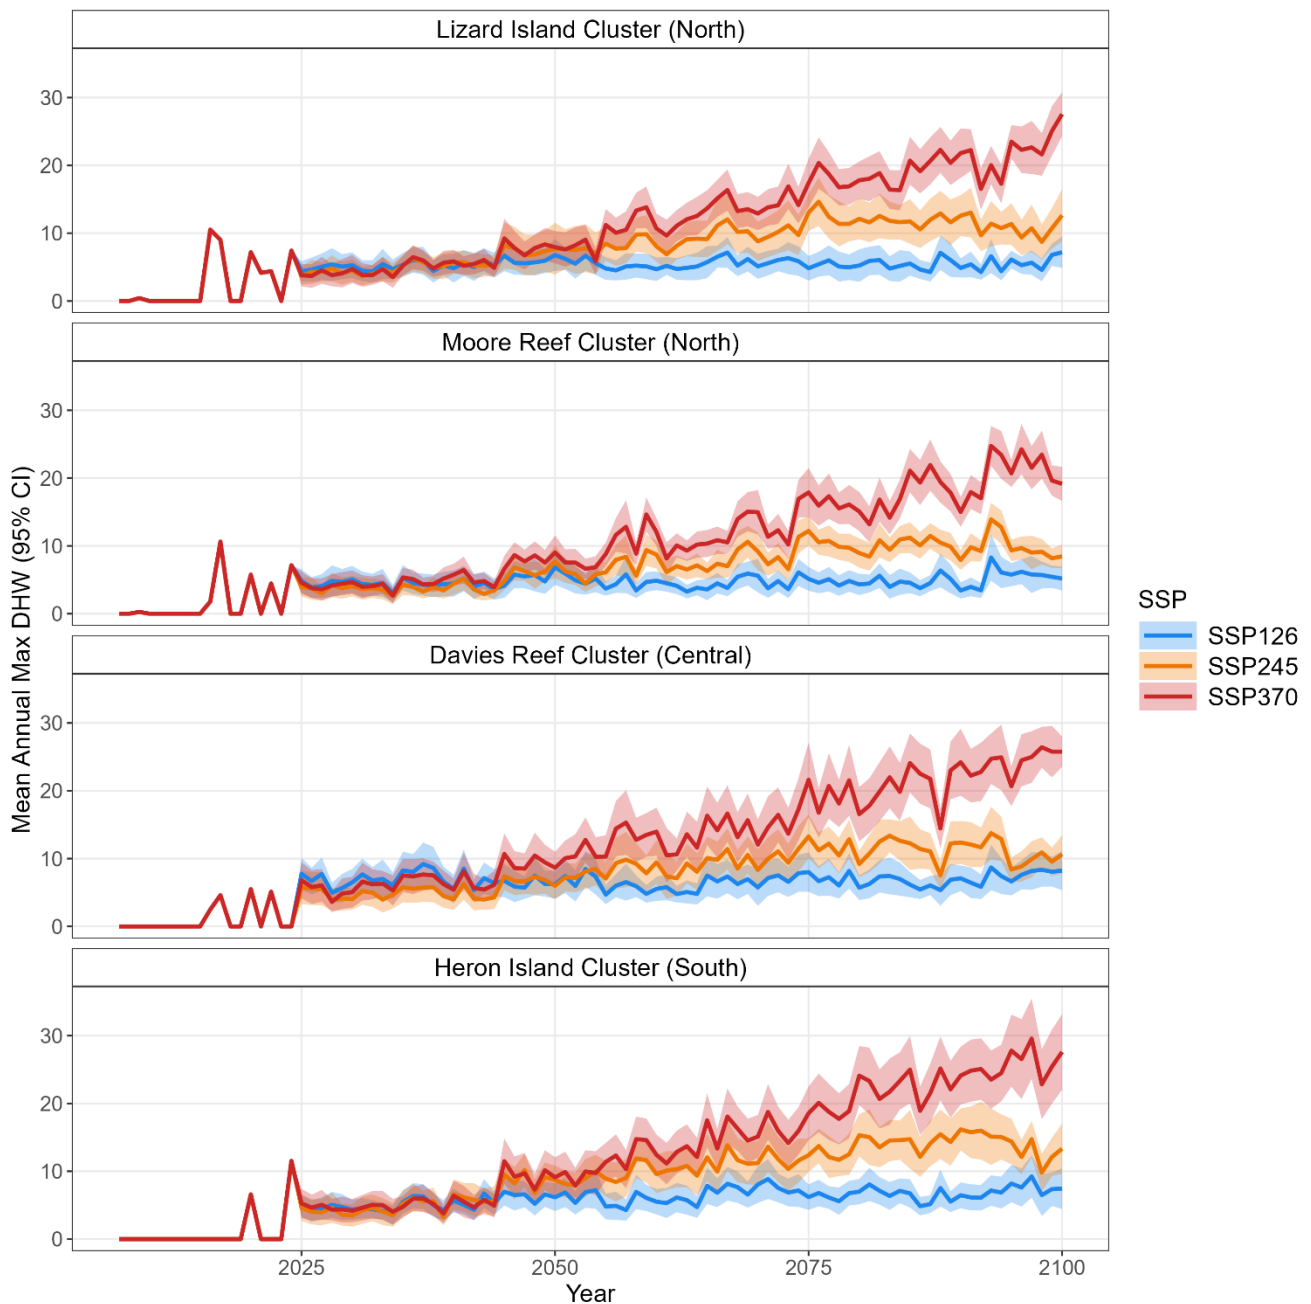 Lizard Island Cluster (North)
30
20
10
0
Moore Reef Cluster (North)
30
20
10
0
Davies Reef Cluster (Central)
30
20
10
0
Heron Island Cluster (South)
30
20
10
0
2025
2050
2075
2100
Year
Mean Annual Max DHW (95% CI)
SSP
SSP126
SSP245
SSP370